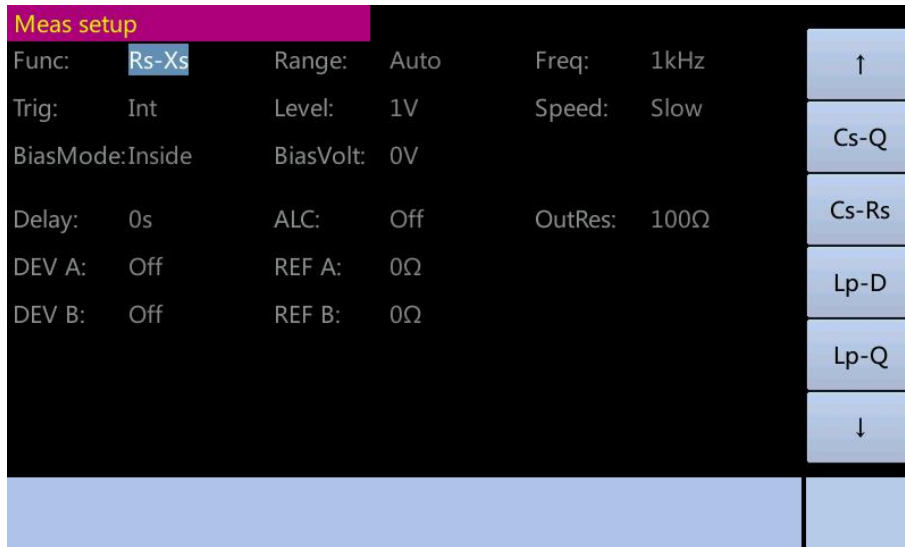 Meas setup
Func: Rs-Xs Range: Auto Freq: 1kHz
Trig: Int Level: 1V Speed: Slow
BiasMode:Inside BiasVolt: 0V
Delay: 0s ALC: Off OutRes: 100Ω
DEV A: Off REF A: 0Ω
DEV B: Off REF B: 0Ω
↑
Cs-Q
Cs-Rs
Lp-D
Lp-Q
↓